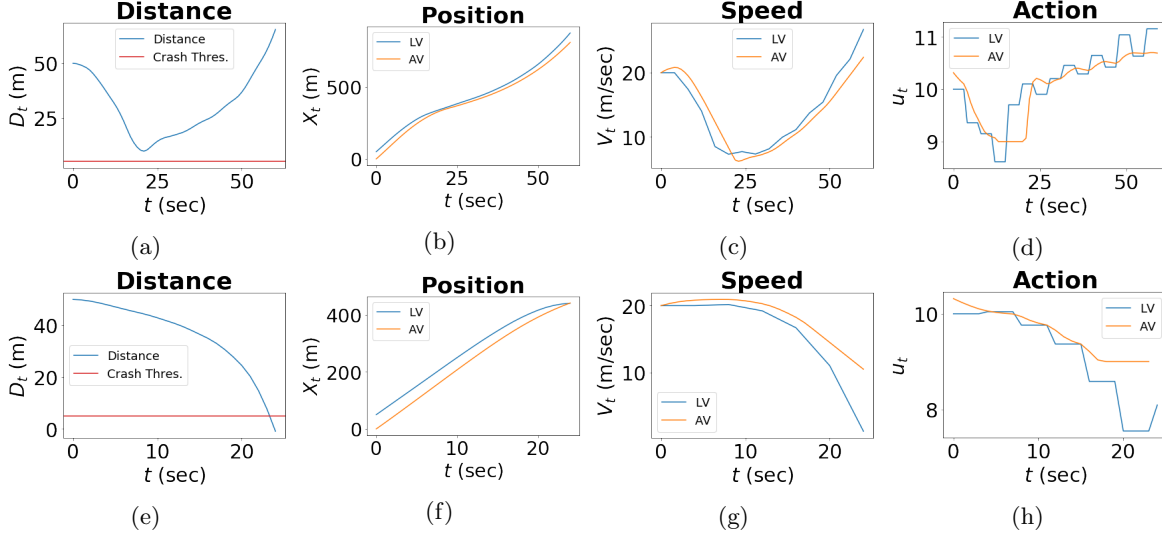 Distance
D_t (m)
50
25
Distance
Crash Thres.
0
25
50
t (sec)
(a)
Position
X_t (m)
500
0
LV
AV
0
25
50
t (sec)
(b)
Speed
V_t (m/sec)
20
10
LV
AV
0
25
50
t (sec)
(c)
Action
u_t
11
10
9
LV
AV
0
25
50
t (sec)
(d)
Distance
D_t (m)
40
20
0
Distance
Crash Thres.
0
10
20
t (sec)
(e)
Position
X_t (m)
400
200
0
LV
AV
0
10
20
t (sec)
(f)
Speed
V_t (m/sec)
20
10
LV
AV
0
10
20
t (sec)
(g)
Action
u_t
10
8
LV
AV
0
10
20
t (sec)
(h)